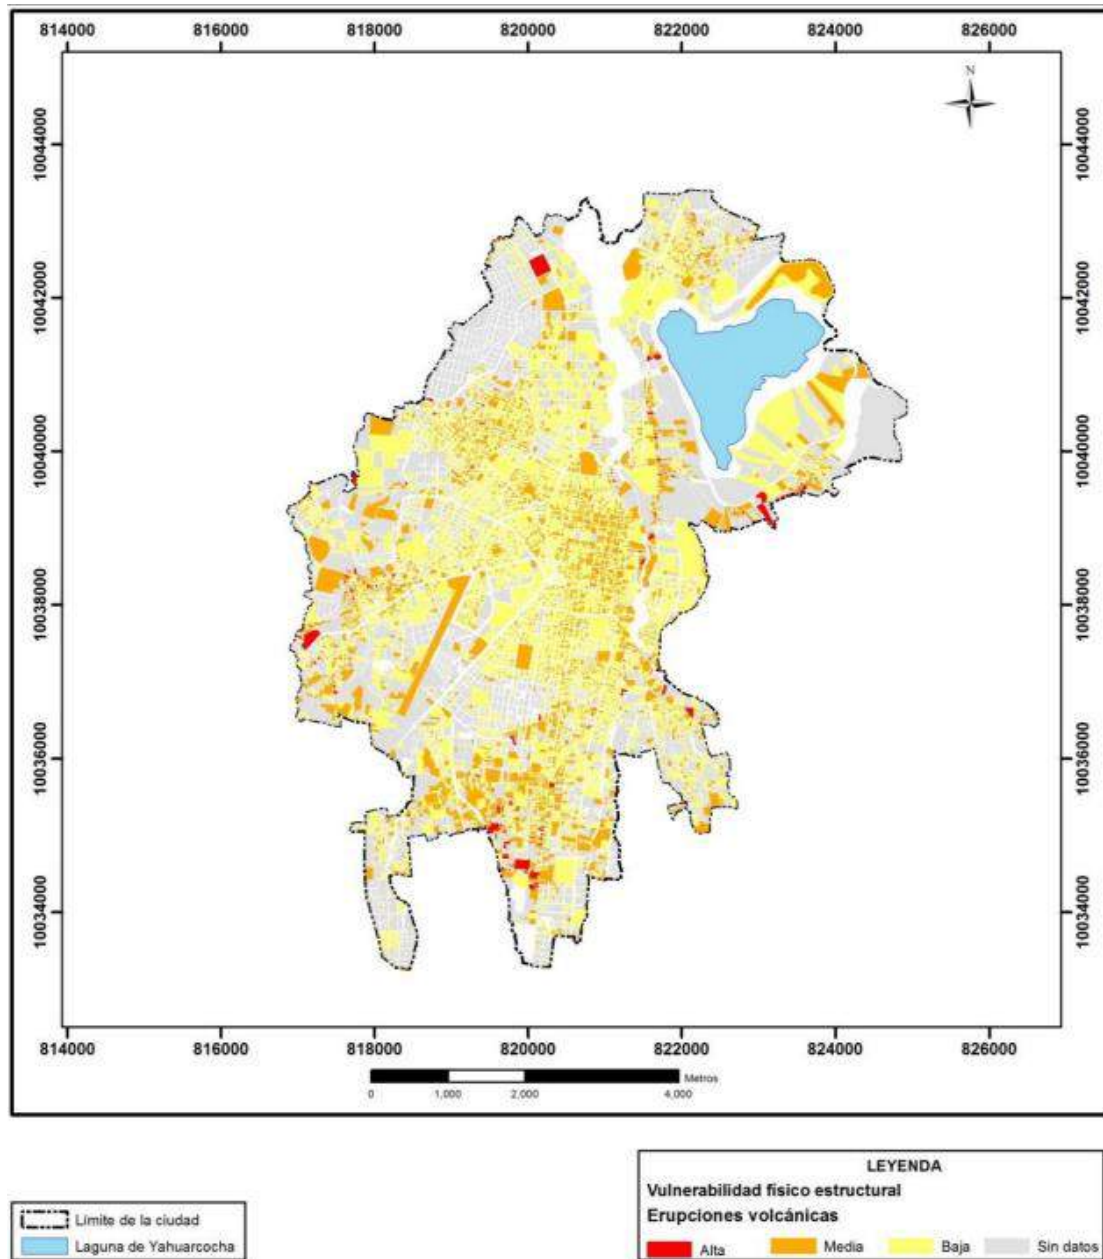 814000 816000 818000 820000 822000 824000 826000
N
10044000 10044000
10042000 10042000
10040000 10040000
10038000 10038000
10036000 10036000
10034000 10034000
814000 816000 818000 820000 822000 824000 826000
Metros
0 1,000 2,000 4,000
LEYENDA
Vulnerabilidad físico estructural
Erupciones volcánicas
Alta Media Baja Sin datos
Límite de la ciudad
Laguna de Yahuarcocha